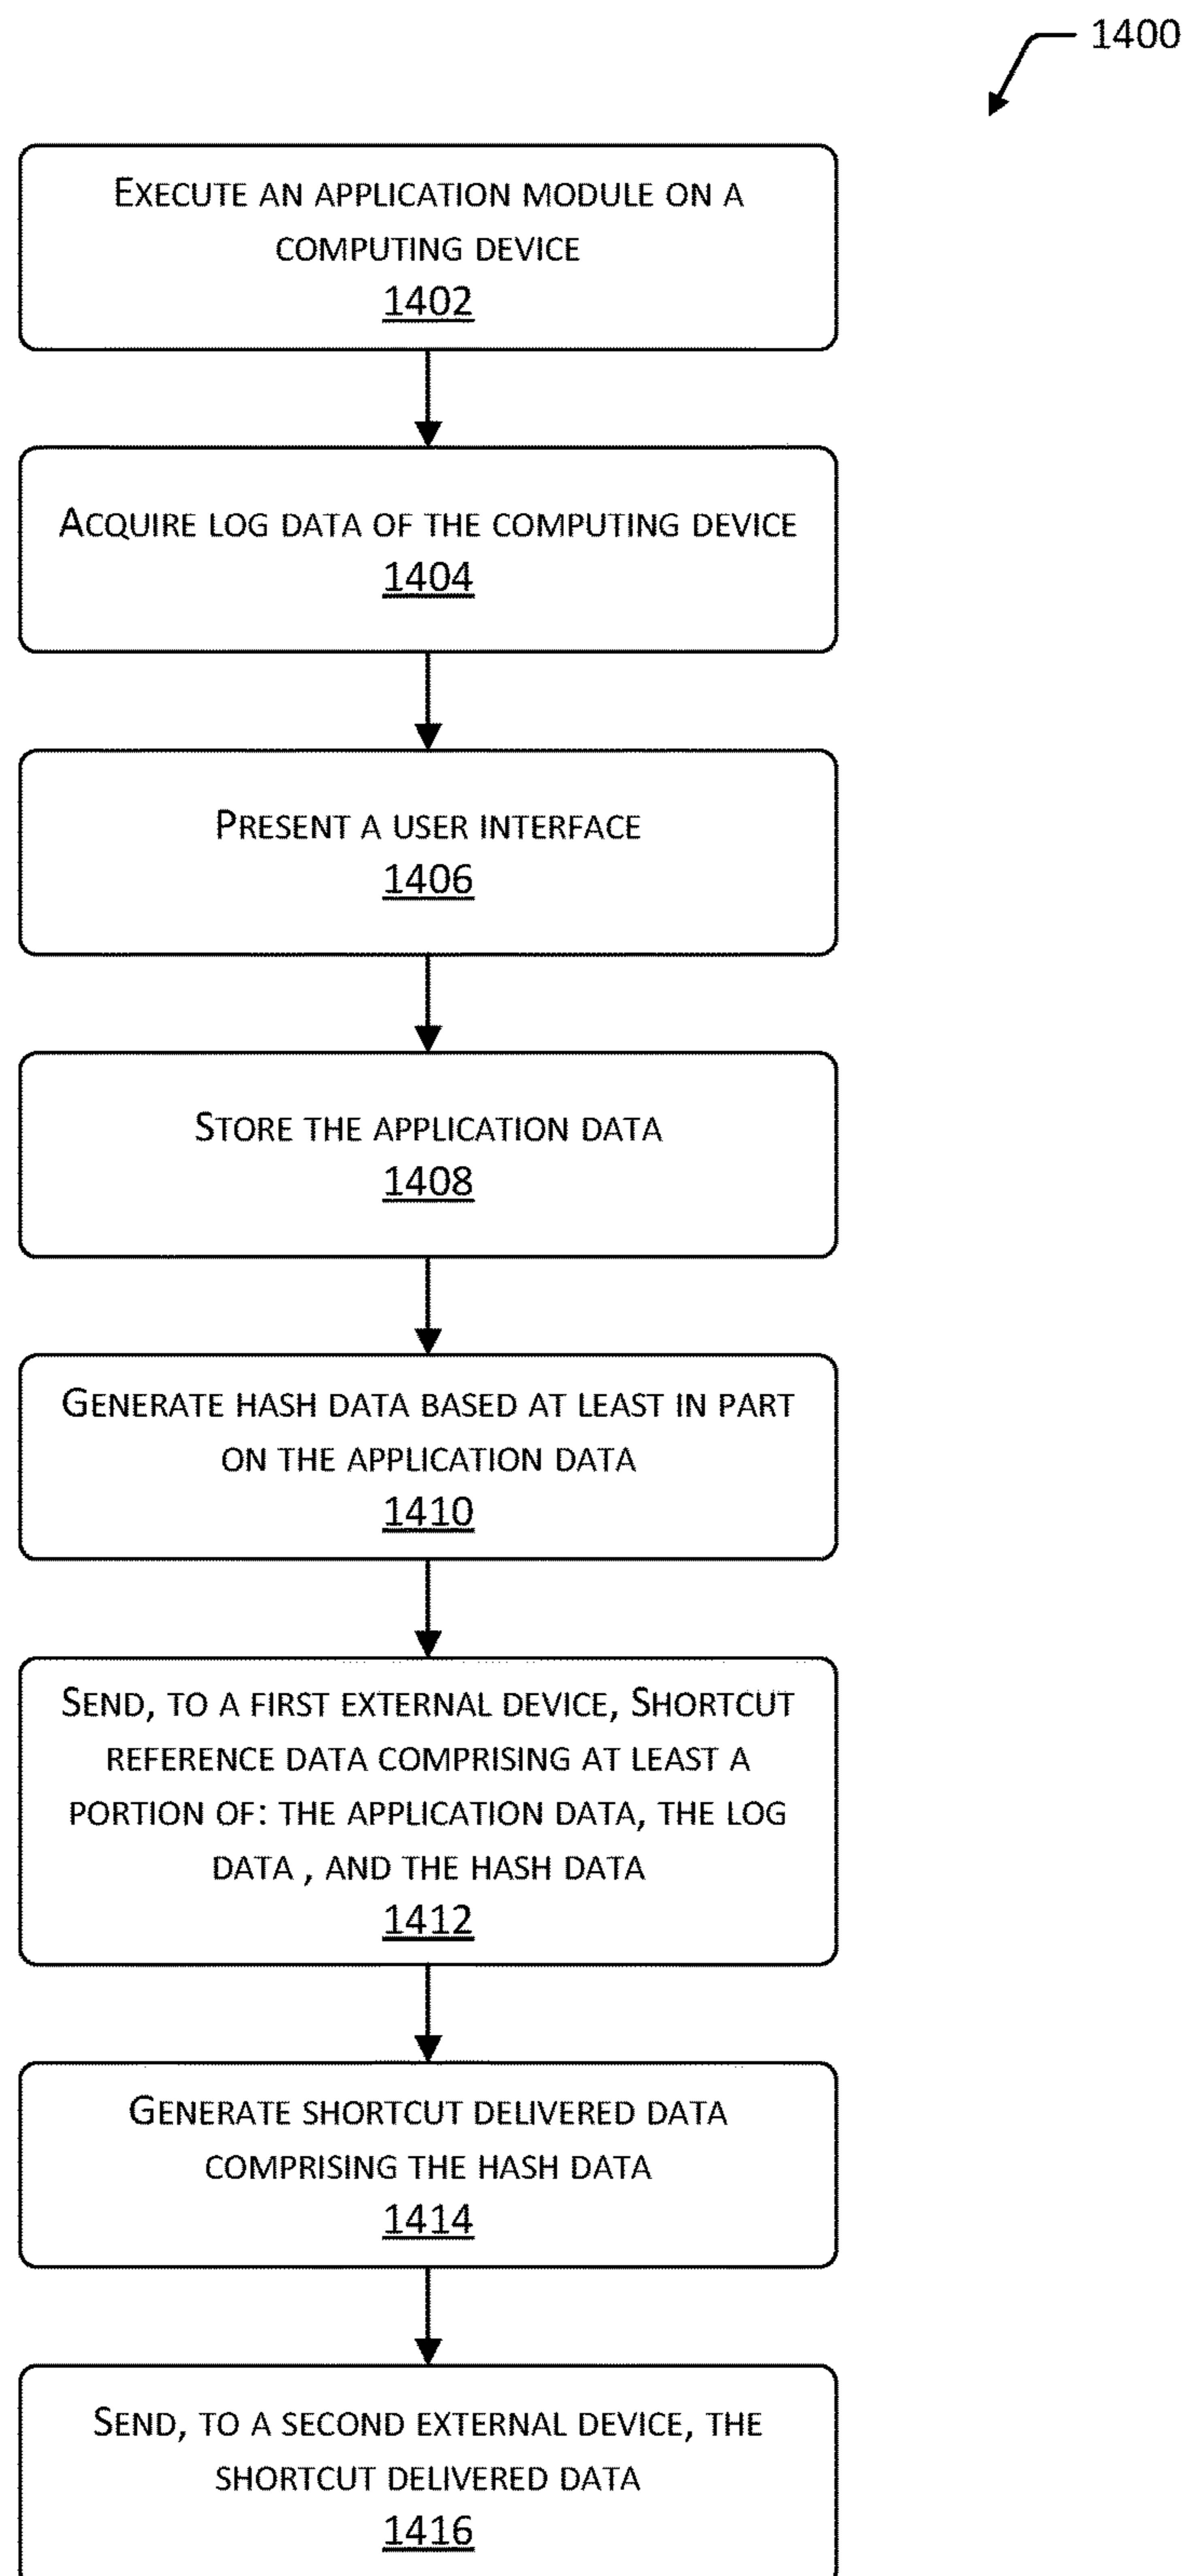 1400
Execute an application module on a
computing device
1402
Acquire log data of the computing device
1404
Present a user interface
1406
Store the application data
1408
Generate hash data based at least in part
on the application data
1410
Send, to a first external device, Shortcut
reference data comprising at least a
portion of: the application data, the log
data , and the hash data
1412
Generate shortcut delivered data
comprising the hash data
1414
Send, to a second external device, the
shortcut delivered data
1416